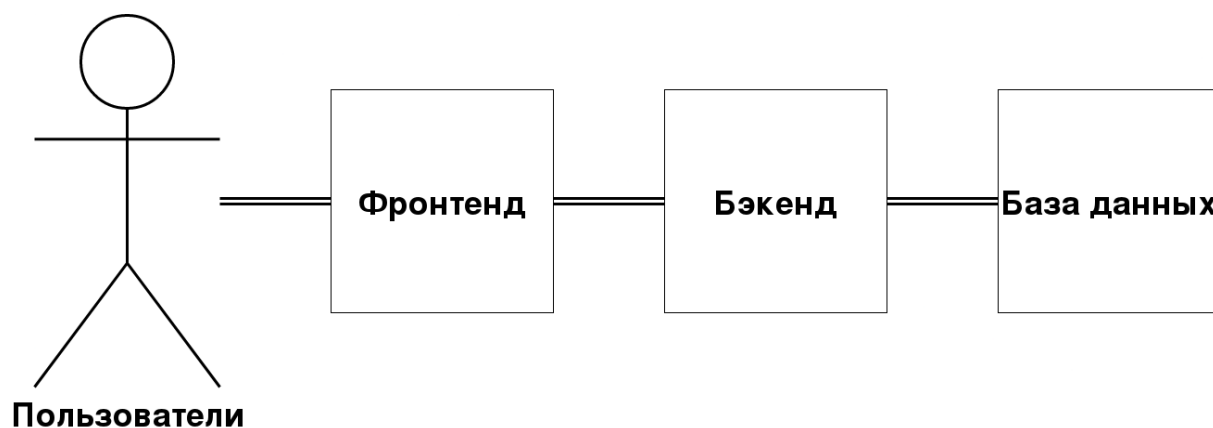 Фронтенд
Бэкенд
База данных
Пользователи